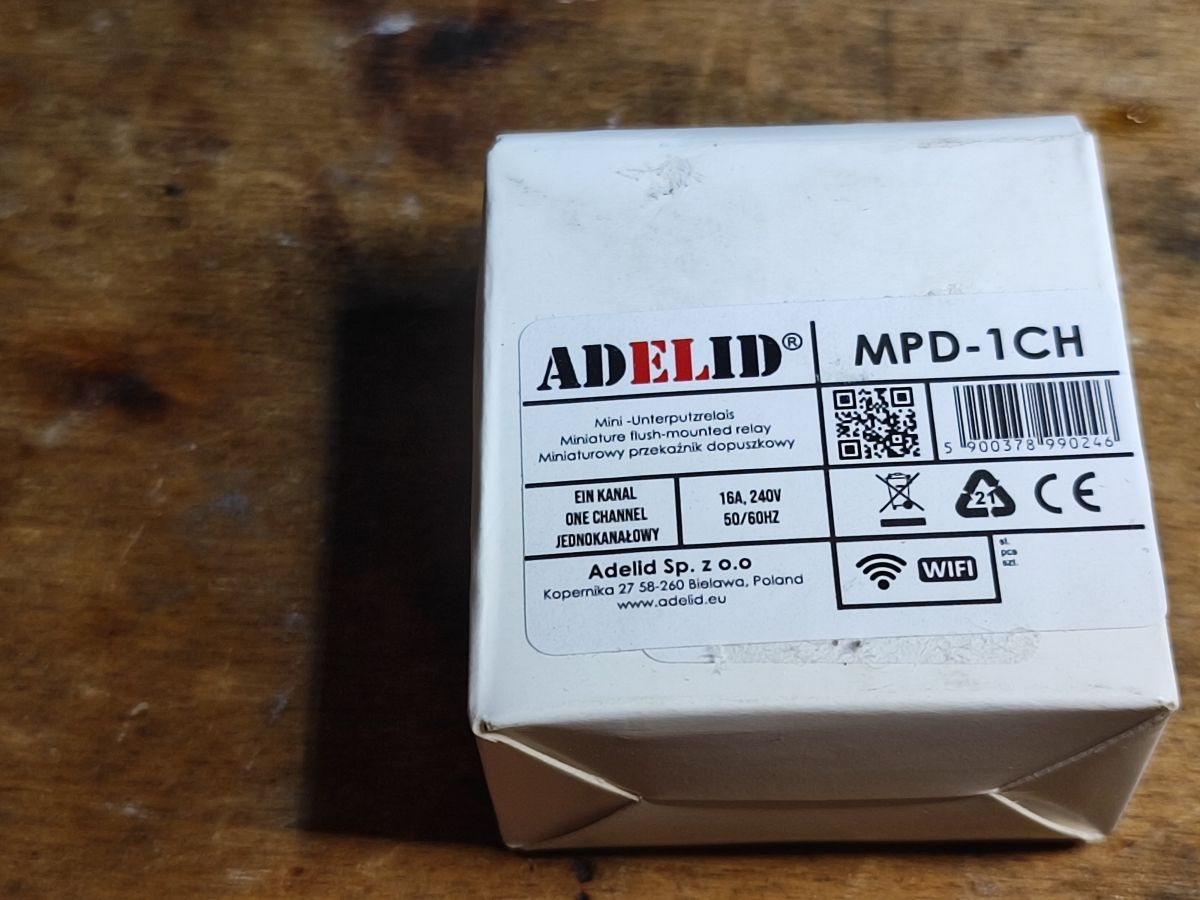 ADELID®
MPD-1CH
Mini -Unterputzrelais
Miniature flush-mounted relay
Miniaturowy przekaźnik dopuszkowy
5 900378 990246
EIN KANAL
ONE CHANNEL
JEDNOKANAŁOWY
16A, 240V
50/60HZ
21
CE
Adelid Sp. z o.o
Kopernika 27 58-260 Bielawa, Poland
www.adelid.eu
WIFI
st.
pcs
szt.